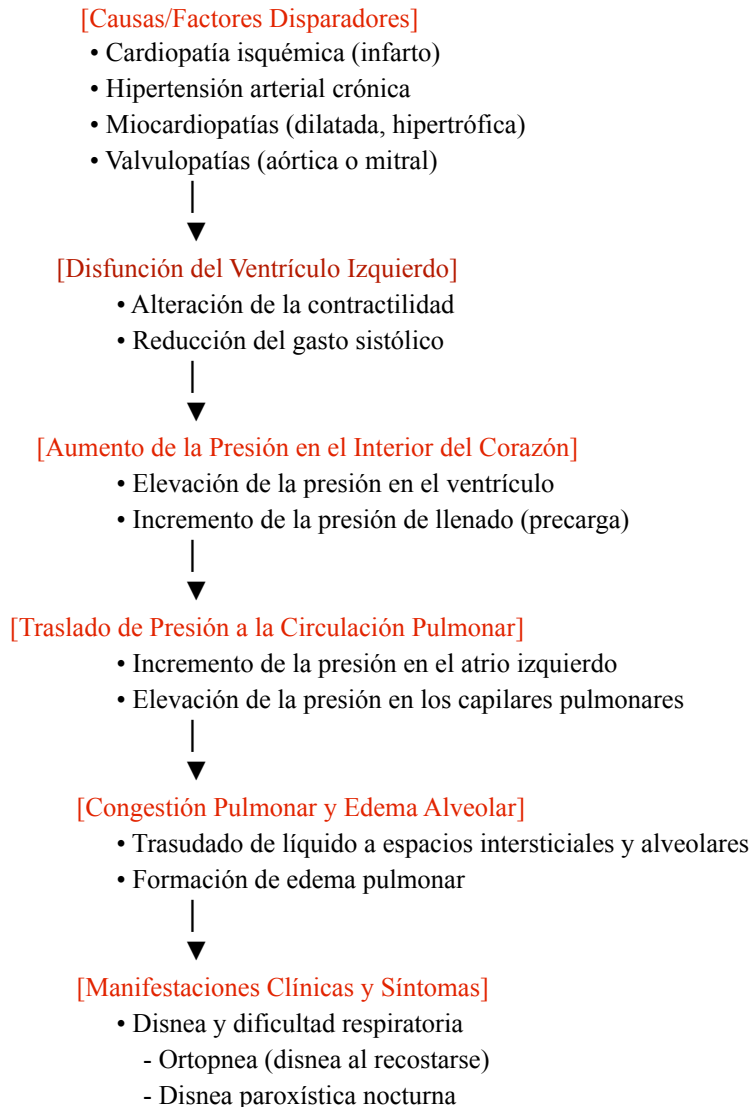 [Causas/Factores Disparadores]
• Cardiopatía isquémica (infarto)
• Hipertensión arterial crónica
• Miocardiopatías (dilatada, hipertrófica)
• Valvulopatías (aórtica o mitral)
[Disfunción del Ventrículo Izquierdo]
• Alteración de la contractilidad
• Reducción del gasto sistólico
[Aumento de la Presión en el Interior del Corazón]
• Elevación de la presión en el ventrículo
• Incremento de la presión de llenado (precarga)
[Traslado de Presión a la Circulación Pulmonar]
• Incremento de la presión en el atrio izquierdo
• Elevación de la presión en los capilares pulmonares
[Congestión Pulmonar y Edema Alveolar]
• Trasudado de líquido a espacios intersticiales y alveolares
• Formación de edema pulmonar
[Manifestaciones Clínicas y Síntomas]
• Disnea y dificultad respiratoria
- Ortopnea (disnea al recostarse)
- Disnea paroxística nocturna